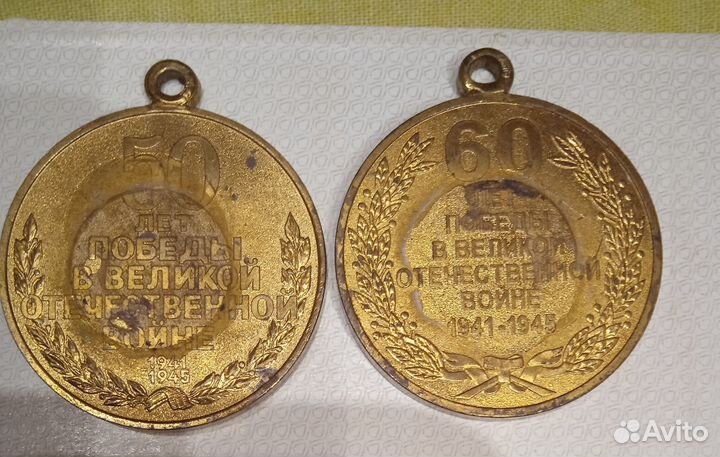 50
ЛЕТ
ПОБЕДЫ
В ВЕЛИКОЙ
ОТЕЧЕСТВЕННОЙ
ВОЙНЕ
1941
1945
60
ЛЕТ
ПОБЕДЫ
В ВЕЛИКОЙ
ОТЕЧЕСТВЕННОЙ
ВОЙНЕ
1941-1945
Avito